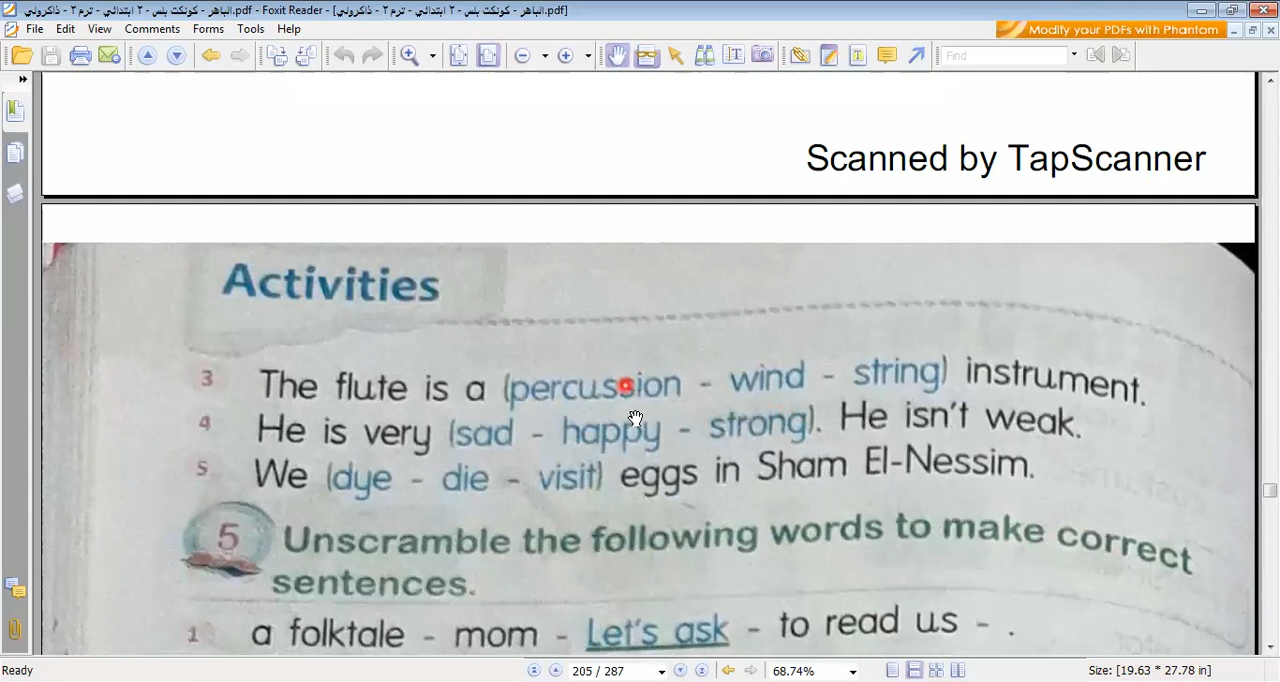 الباهر - كونكت بلس - ٢ ابتدائي - ترم ٢ - ذاكرولي.pdf - Foxit Reader - [الباهر - كونكت بلس - ٢ ابتدائي - ترم ٢ - ذاكرولي.pdf]
File Edit View Comments Forms Tools Help
Modify your PDFs with Phantom
Find
Scanned by TapScanner
Activities
3 The flute is a (percussion - wind - string) instrument.
4 He is very (sad - happy - strong). He isn't weak.
5 We (dye - die - visit) eggs in Sham El-Nessim.
5 Unscramble the following words to make correct
sentences.
1 a folktale - mom - Let's ask - to read us - .
Ready 205 / 287 68.74% Size: [19.63 * 27.78 in]